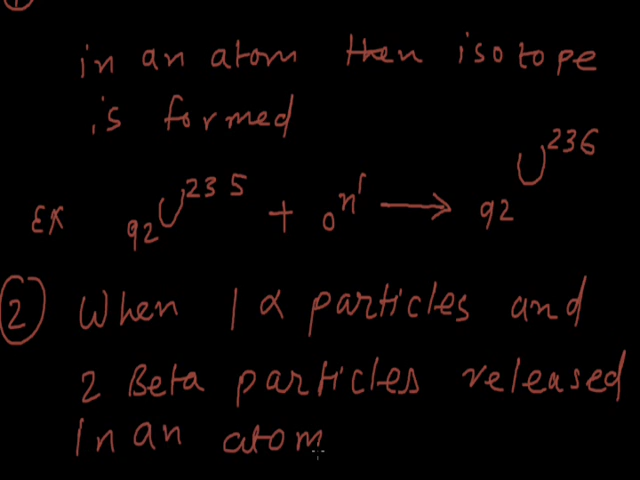 in an atom then isotope
is formed
Ex 92U235 + 0n1 → 92U236
2 When 1 α particles and
2 Beta particles released
In an atom